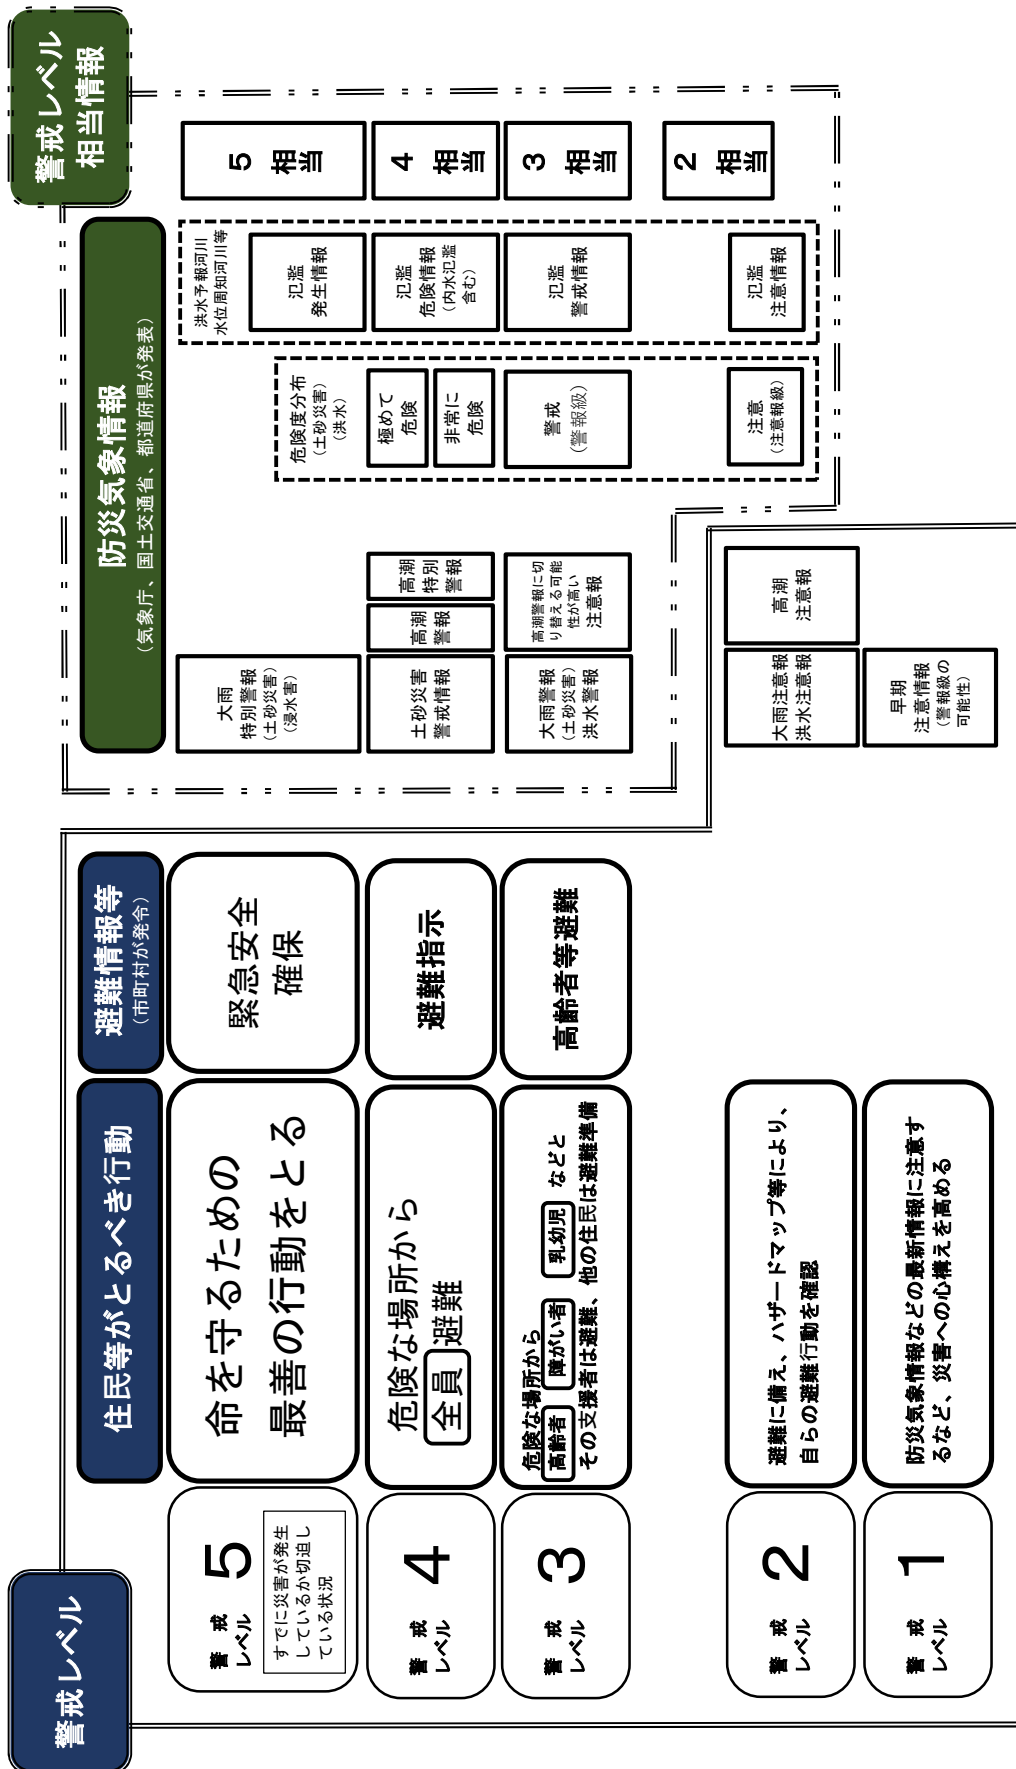 警戒レベル
警戒レベル
相当情報
住民等がとるべき行動
避難情報等
（市町村が発令）
防災気象情報
（気象庁、国土交通省、都道府県が発表）
警 戒
レベル
5
すでに災害が発生
しているか切迫し
ている状況
命を守るための
最善の行動をとる
緊急安全
確保
大雨
特別警報
（土砂災害）
（浸水害）
危険度分布
（土砂災害）
（洪水）
洪水予報河川
水位周知河川等
氾濫
発生情報
5
相当
警 戒
レベル
4
危険な場所から
全員避難
避難指示
土砂災害
警戒情報
高潮
警報
高潮
特別
警報
極めて
危険
非常に
危険
氾濫
危険情報
（内水氾濫
含む）
4
相当
警 戒
レベル
3
危険な場所から
高齢者 障がい者 乳幼児 などと
その支援者は避難、他の住民は避難準備
高齢者等避難
大雨警報
（土砂災害）
洪水警報
高潮警報に切
り替える可能
性が高い
注意報
警戒
（警報級）
氾濫
警戒情報
3
相当
警 戒
レベル
2
避難に備え、ハザードマップ等により、
自らの避難行動を確認
大雨注意報
洪水注意報
高潮
注意報
注意
（注意報級）
氾濫
注意情報
2
相当
警 戒
レベル
1
防災気象情報などの最新情報に注意す
るなど、災害への心構えを高める
早期
注意情報
（警報級の
可能性）